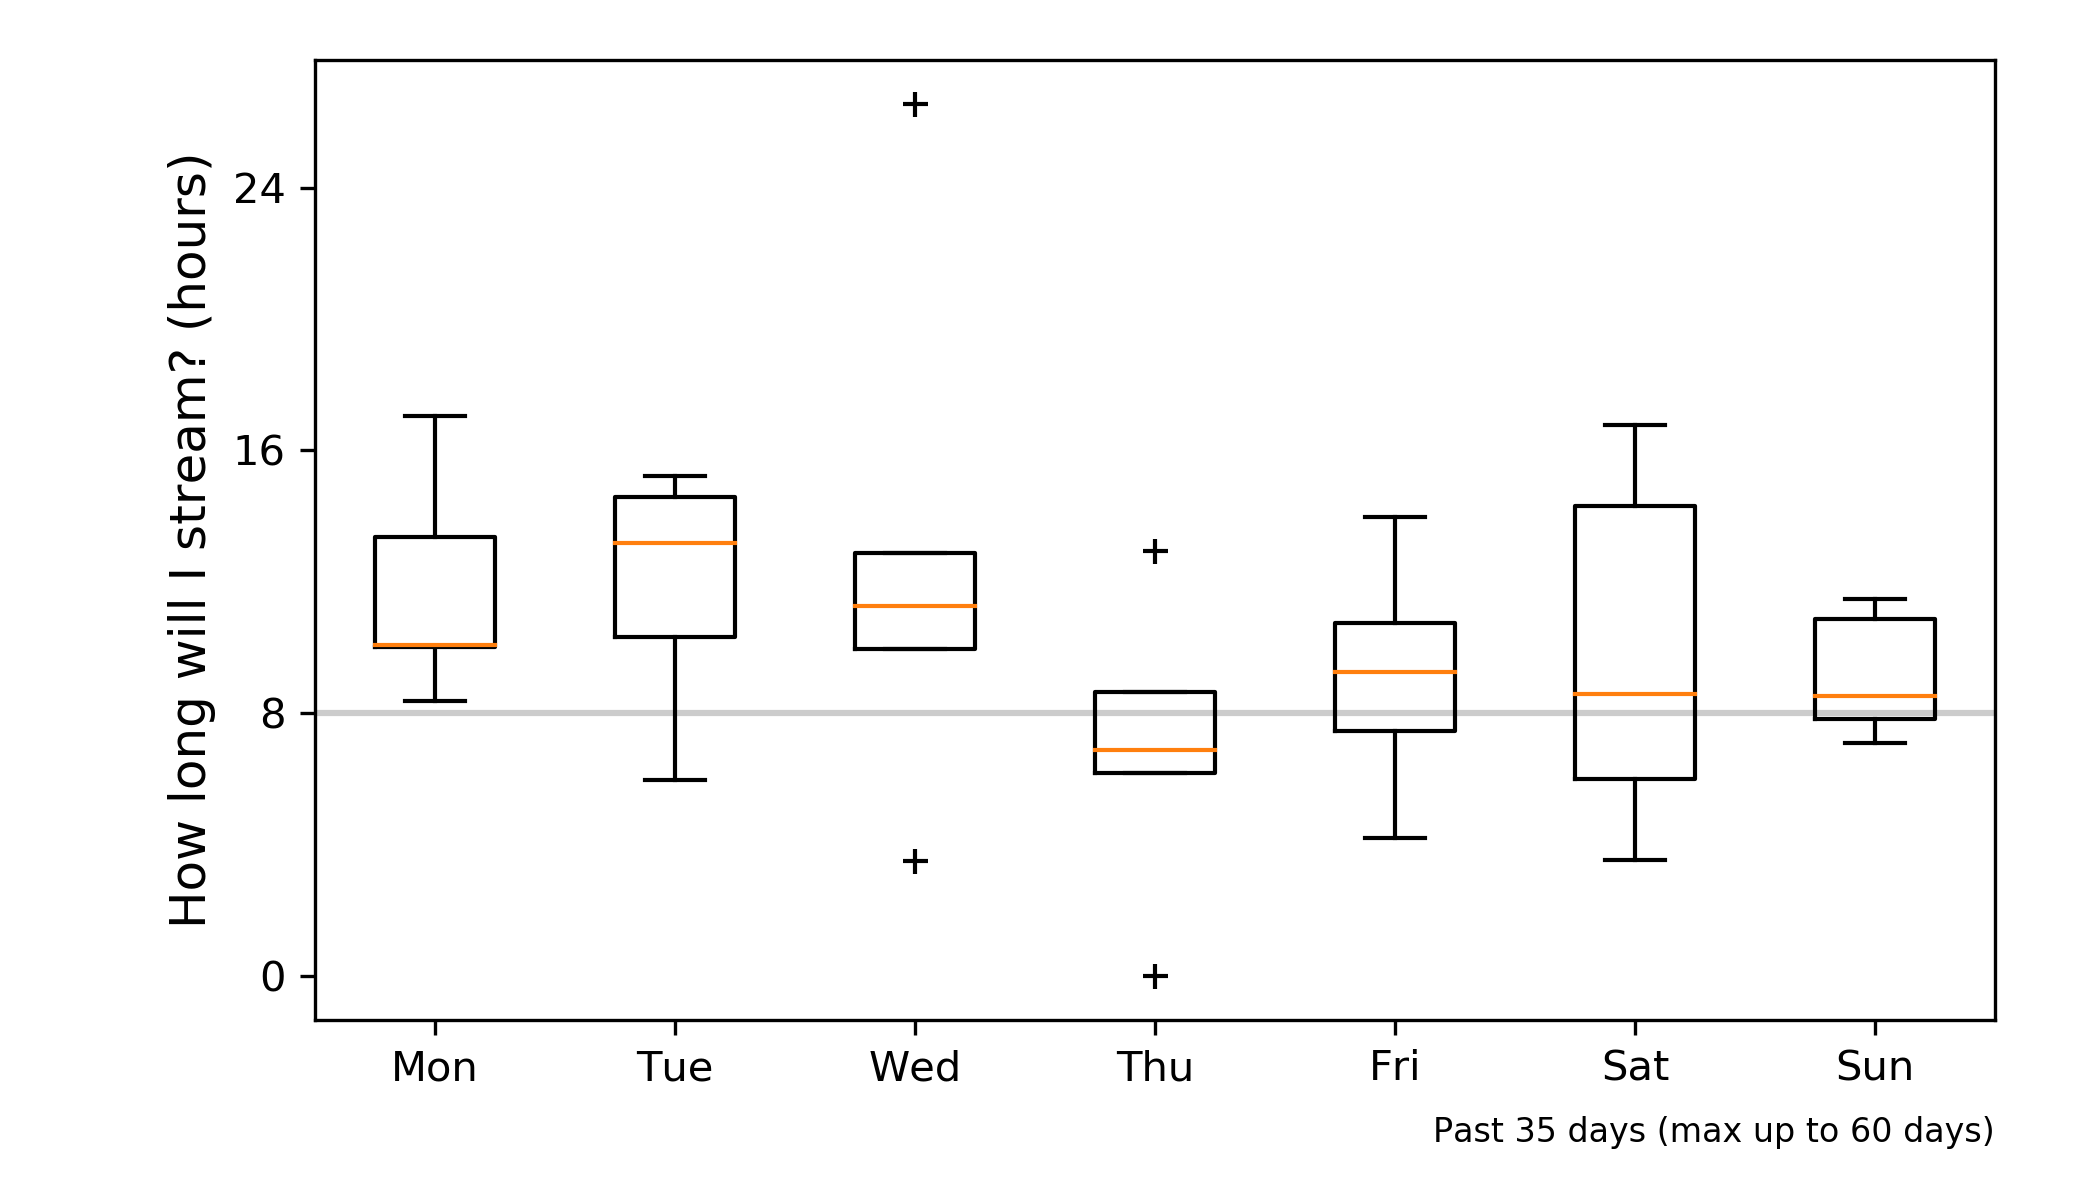 How long will I stream? (hours)
24
16
8
0
Mon Tue Wed Thu Fri Sat Sun
Past 35 days (max up to 60 days)